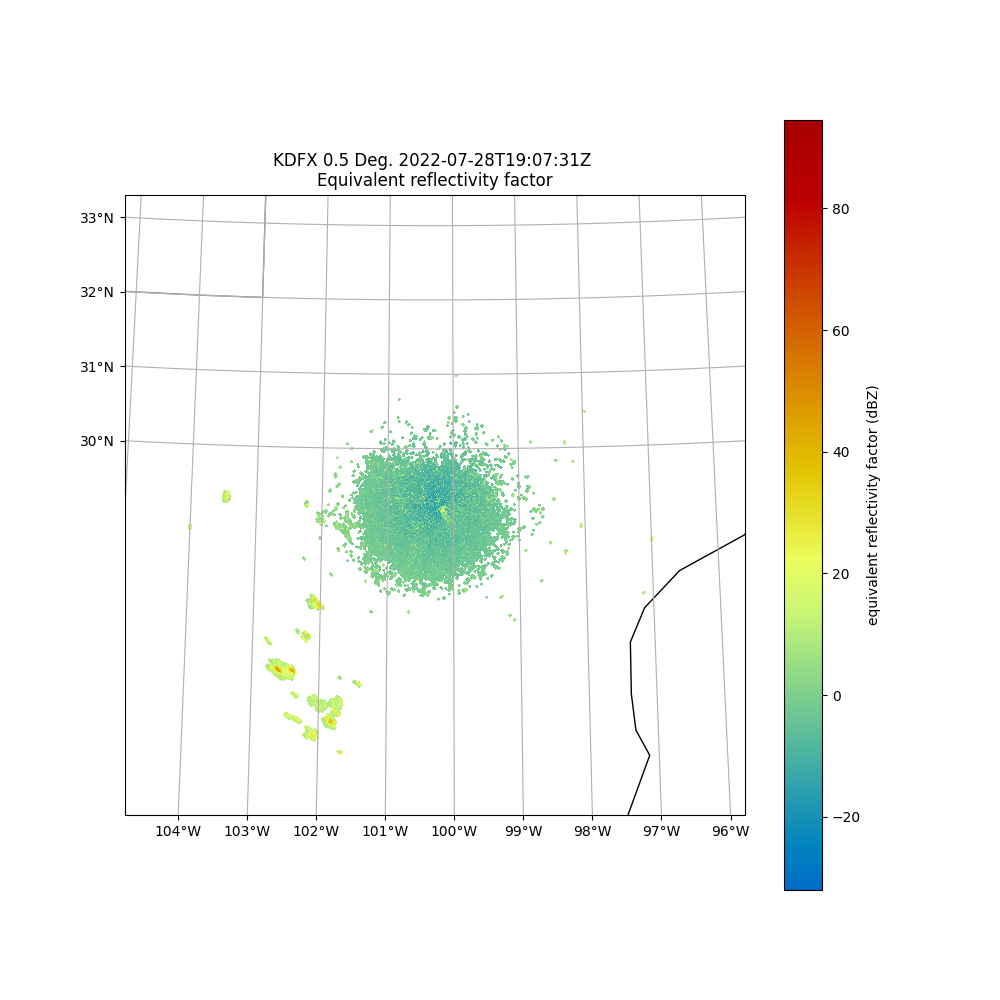 KDFX 0.5 Deg. 2022-07-28T19:07:31Z
Equivalent reflectivity factor
33°N
32°N
31°N
30°N
104°W 103°W 102°W 101°W 100°W 99°W 98°W 97°W 96°W
80
60
40
20
0
−20
equivalent reflectivity factor (dBZ)